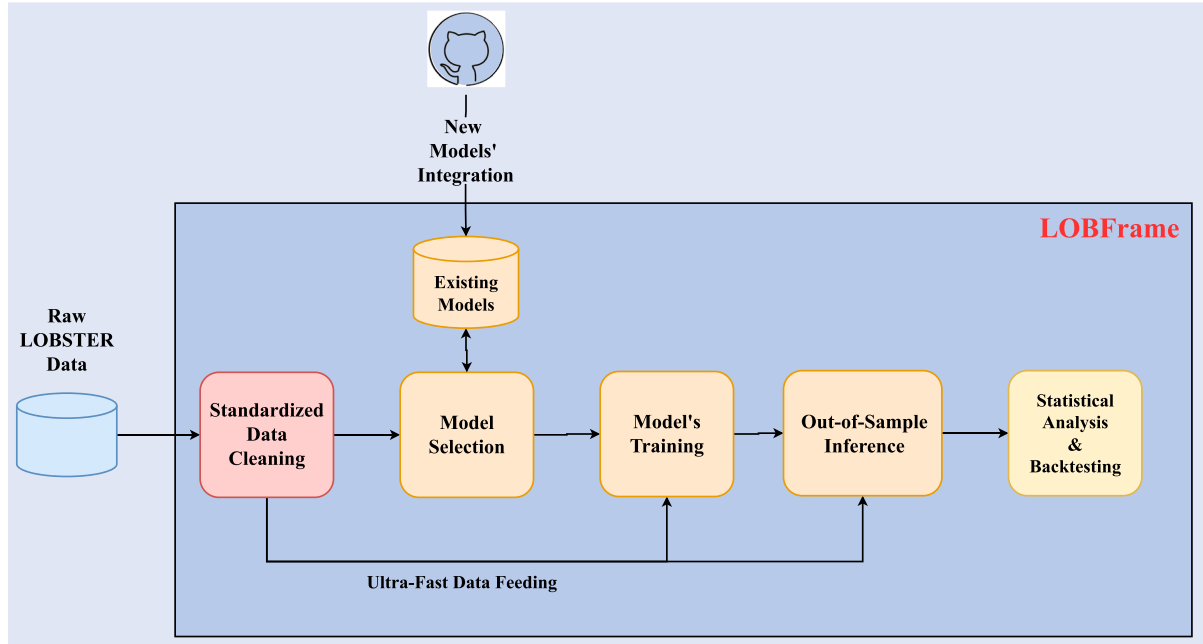 New
Models'
Integration
LOBFrame
Existing
Models
Raw
LOBSTER
Data
Standardized
Data
Cleaning
Model
Selection
Model's
Training
Out-of-Sample
Inference
Statistical
Analysis
&
Backtesting
Ultra-Fast Data Feeding